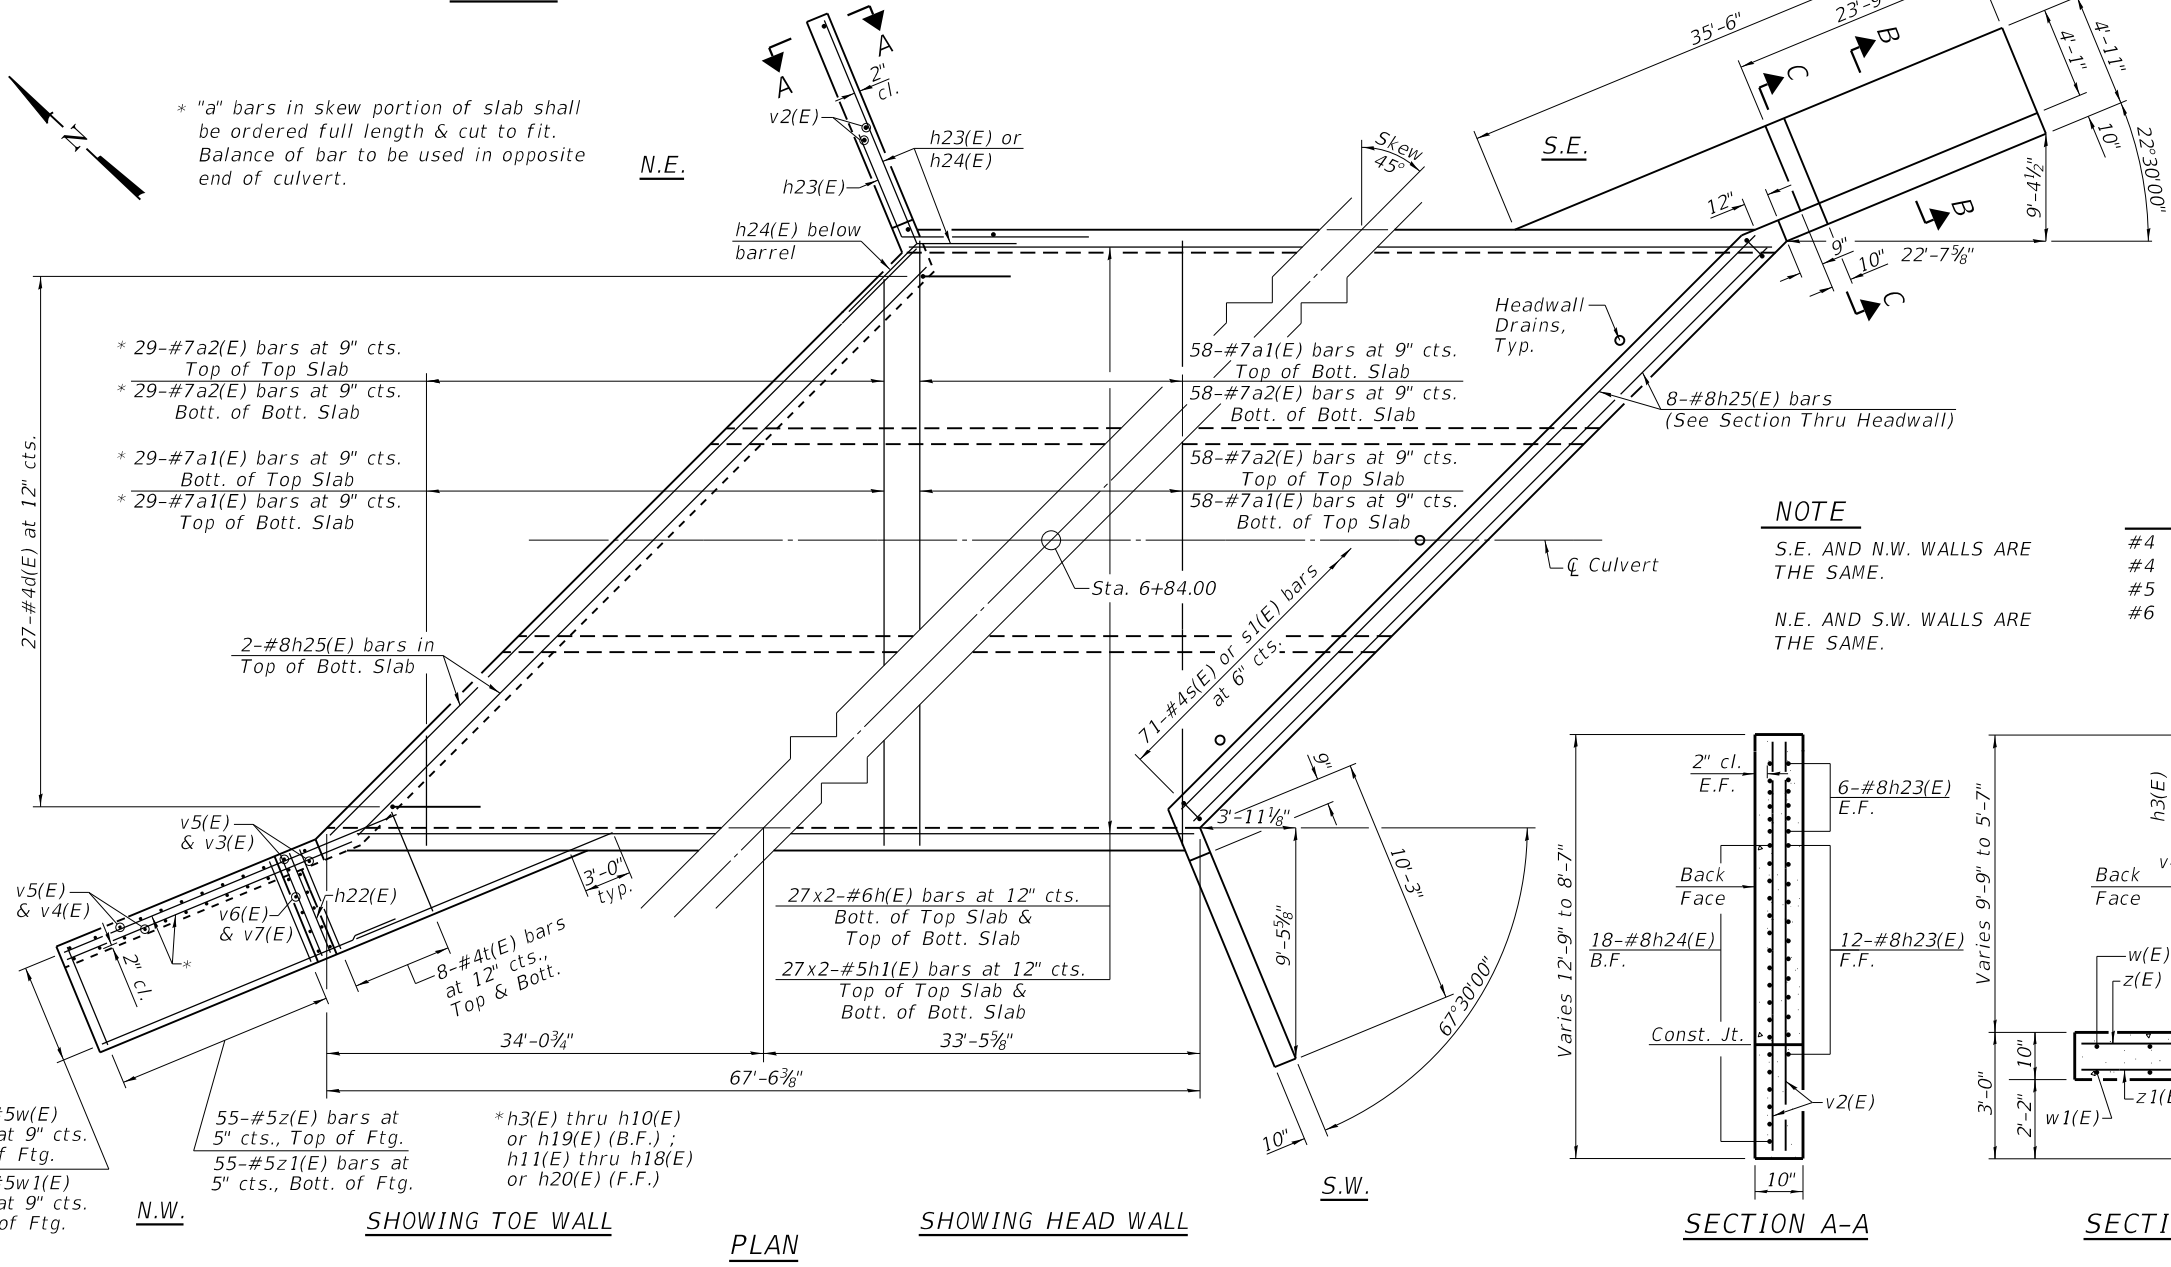 * "a" bars in skew portion of slab shall
be ordered full length & cut to fit.
Balance of bar to be used in opposite
end of culvert.
N
N.E.
A
A
2"
cl.
v2(E)
h23(E) or
h24(E)
h23(E)
h24(E) below
barrel
Skew
45°
S.E.
35'-6"
B
C
4'-1"
4'-11"
10"
22°30'00"
9'-4½"
12"
9"
10"
22'-7⅝"
B
C
Headwall
Drains,
Typ.
8-#8h25(E) bars
(See Section Thru Headwall)
* 29-#7a2(E) bars at 9" cts.
Top of Top Slab
* 29-#7a2(E) bars at 9" cts.
Bott. of Bott. Slab
* 29-#7a1(E) bars at 9" cts.
Bott. of Top Slab
* 29-#7a1(E) bars at 9" cts.
Top of Bott. Slab
58-#7a1(E) bars at 9" cts.
Top of Bott. Slab
58-#7a2(E) bars at 9" cts.
Bott. of Bott. Slab
58-#7a2(E) bars at 9" cts.
Top of Top Slab
58-#7a1(E) bars at 9" cts.
Bott. of Top Slab
27-#4d(E) at 12" cts.
℄ Culvert
Sta. 6+84.00
71-#4s(E) or s1(E) bars
at 6" cts.
2-#8h25(E) bars in
Top of Bott. Slab
NOTE
S.E. AND N.W. WALLS ARE
THE SAME.
N.E. AND S.W. WALLS ARE
THE SAME.
#4
#4
#5
#6
v5(E)
& v3(E)
v5(E)
& v4(E)
v6(E)
& v7(E)
h22(E)
*
2" cl.
3'-0"
typ.
8-#4t(E) bars
at 12" cts.,
Top & Bott.
27x2-#6h(E) bars at 12" cts.
Bott. of Top Slab &
Top of Bott. Slab
27x2-#5h1(E) bars at 12" cts.
Top of Top Slab &
Bott. of Bott. Slab
34'-0¾"
33'-5⅝"
67'-6⅜"
9"
3'-11⅛"
10'-3"
9'-5⅝"
67°30'00"
10"
S.W.
#5w(E)
at 9" cts.
of Ftg.
#5w1(E)
at 9" cts.
of Ftg.
55-#5z(E) bars at
5" cts., Top of Ftg.
55-#5z1(E) bars at
5" cts., Bott. of Ftg.
* h3(E) thru h10(E)
or h19(E) (B.F.) ;
h11(E) thru h18(E)
or h20(E) (F.F.)
N.W.
SHOWING TOE WALL
SHOWING HEAD WALL
PLAN
2" cl.
E.F.
6-#8h23(E)
E.F.
Varies 12'-9" to 8'-7"
Back
Face
18-#8h24(E)
B.F.
12-#8h23(E)
F.F.
Const. Jt.
v2(E)
10"
SECTION A-A
Varies 9'-9" to 5'-7"
h3(E)
Back
Face
w(E)
z(E)
3'-0"
10"
2'-2"
w1(E)